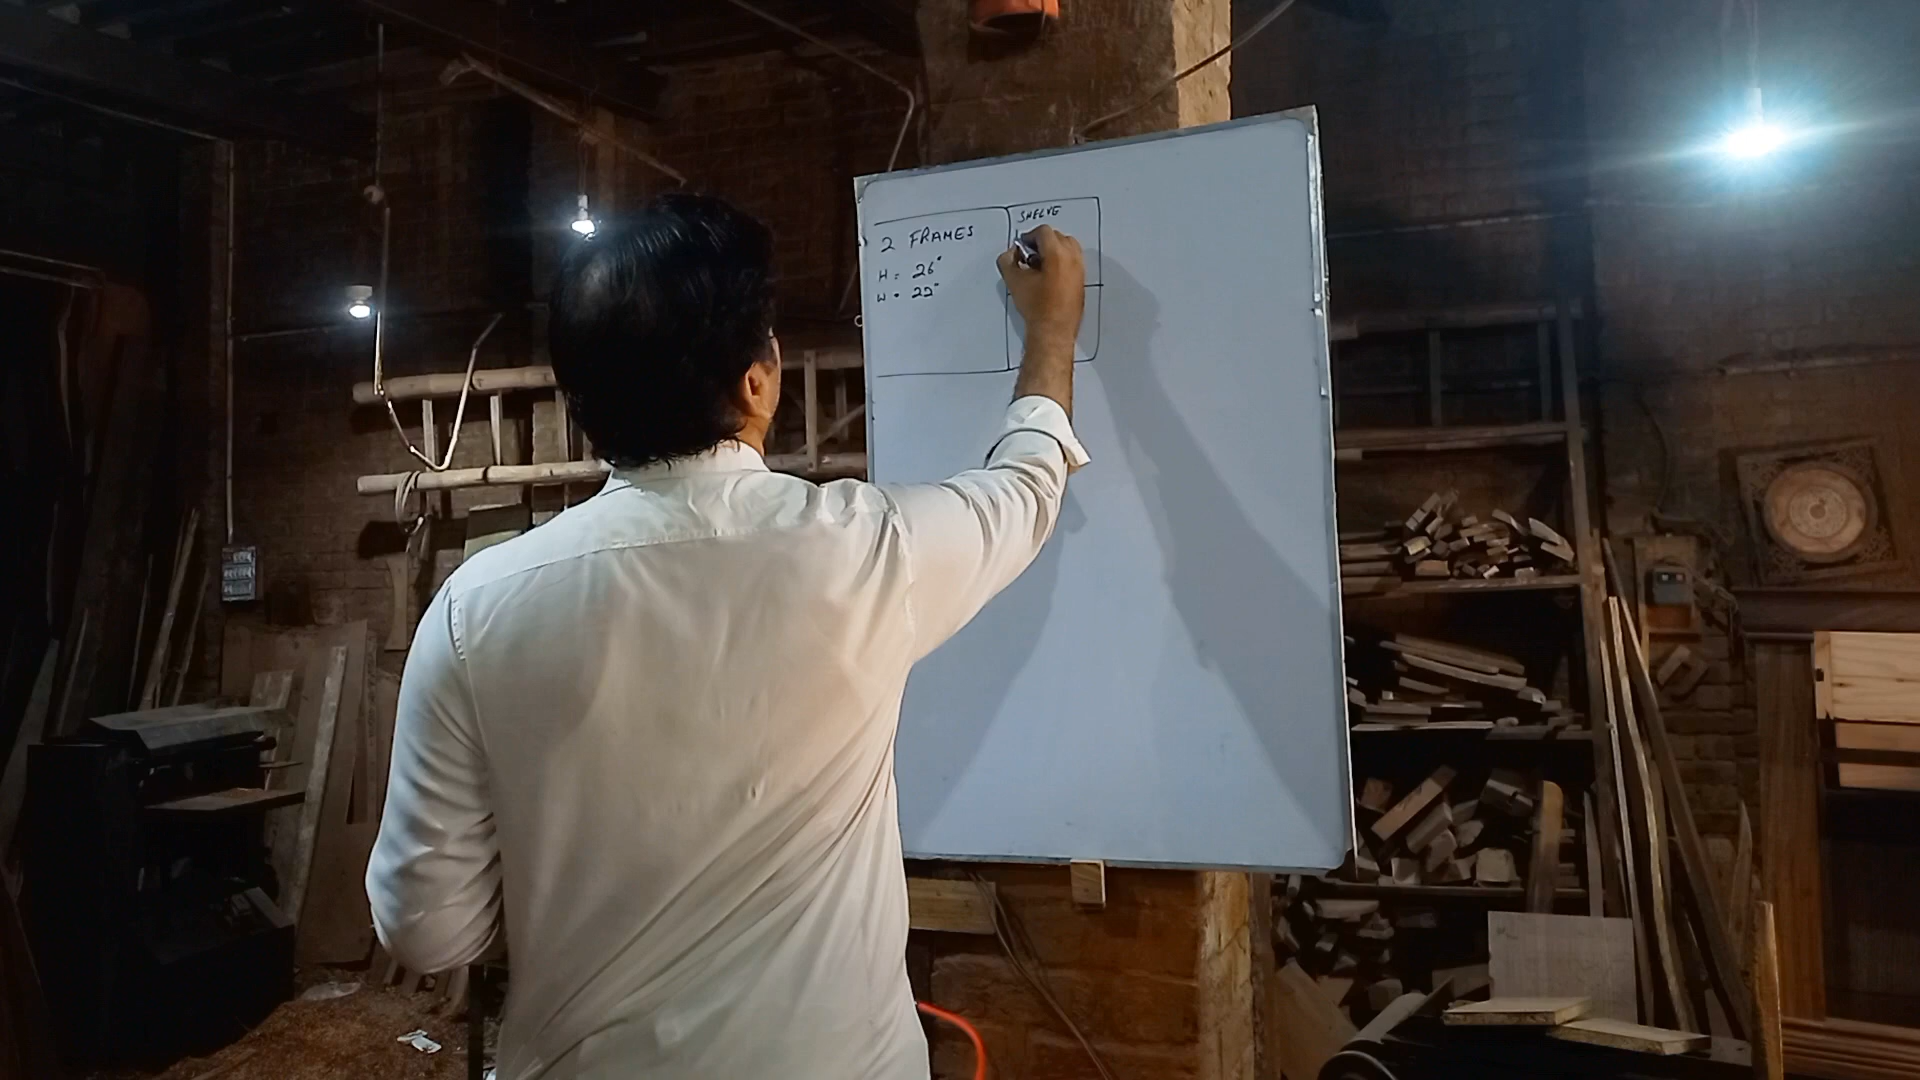 2 FRAMES
H = 26"
W = 22"
SHELVE